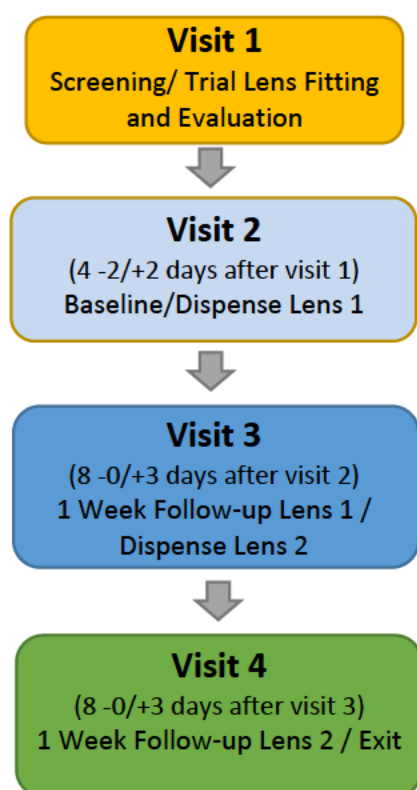 Visit 1
Screening/ Trial Lens Fitting
and Evaluation
Visit 2
(4 -2/+2 days after visit 1)
Baseline/Dispense Lens 1
Visit 3
(8 -0/+3 days after visit 2)
1 Week Follow-up Lens 1 /
Dispense Lens 2
Visit 4
(8 -0/+3 days after visit 3)
1 Week Follow-up Lens 2 / Exit